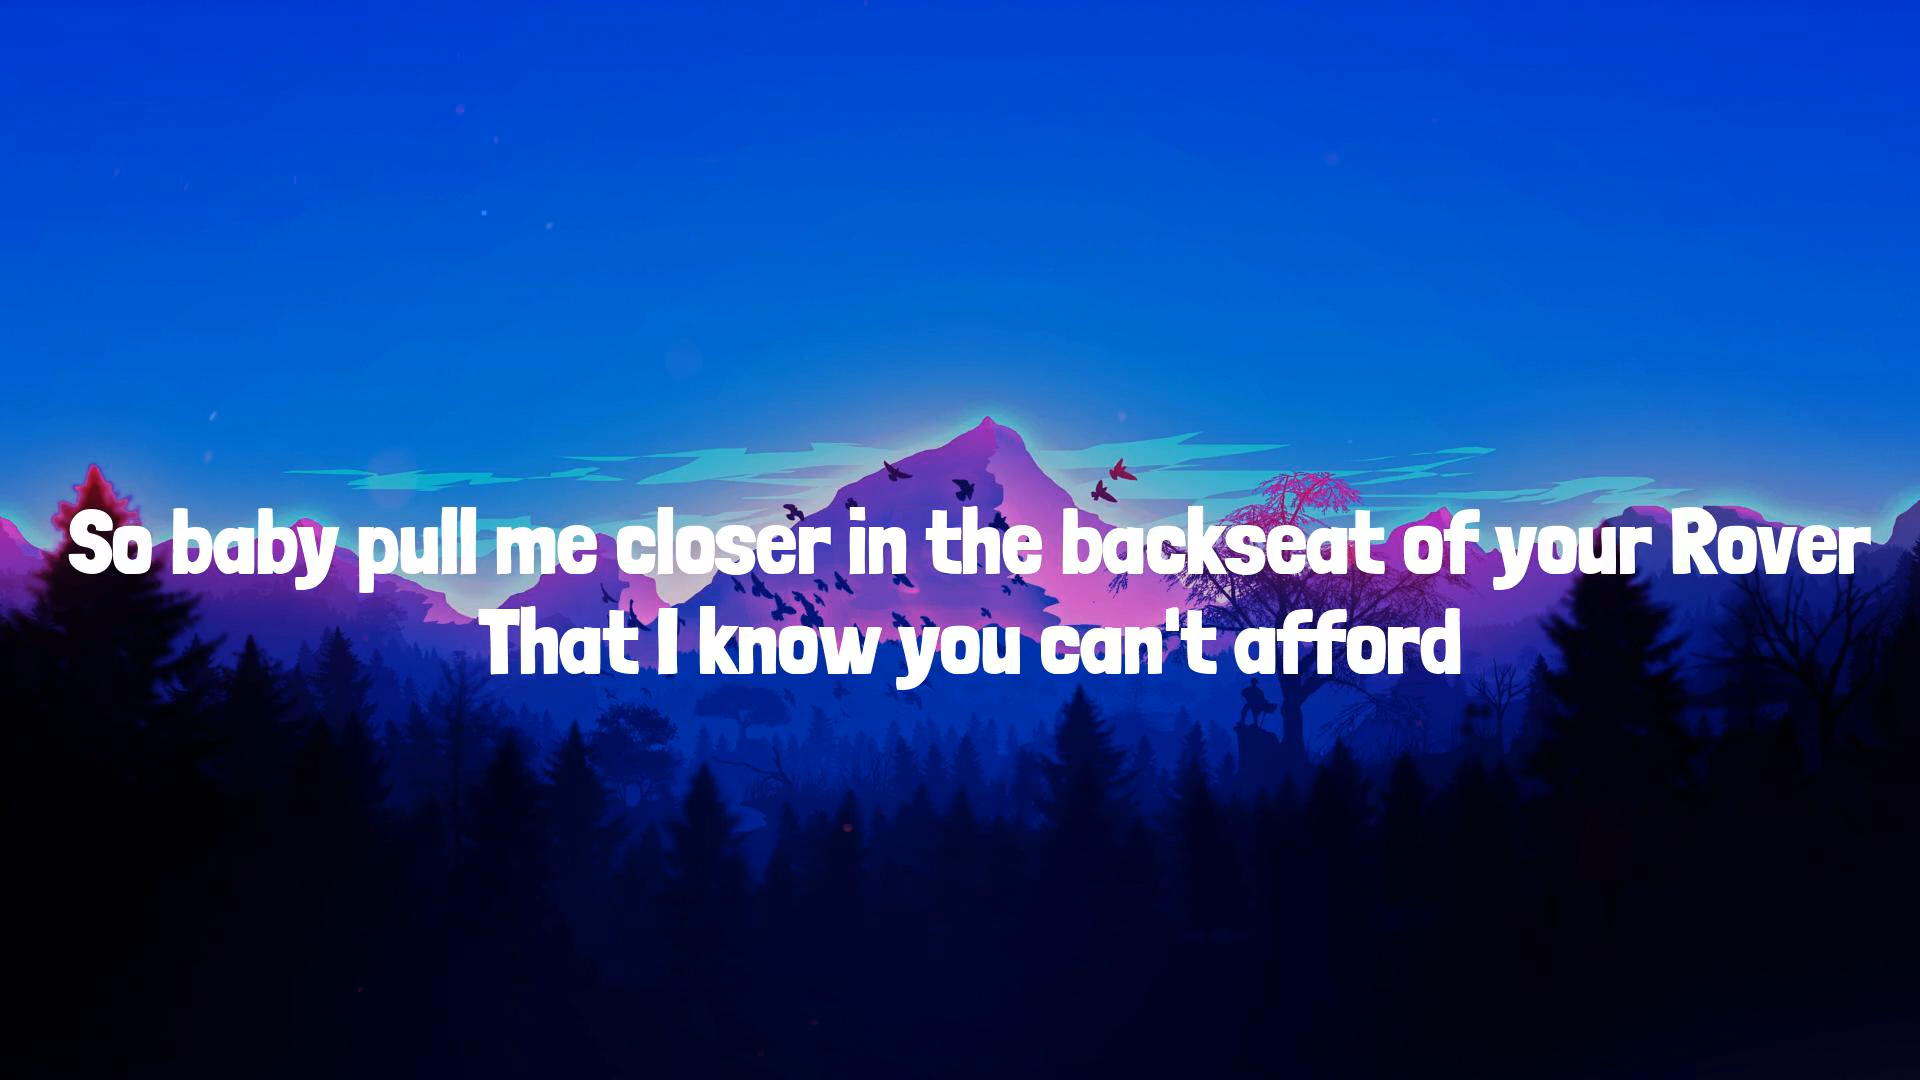 So baby pull me closer in the backseat of your Rover
That I know you can't afford